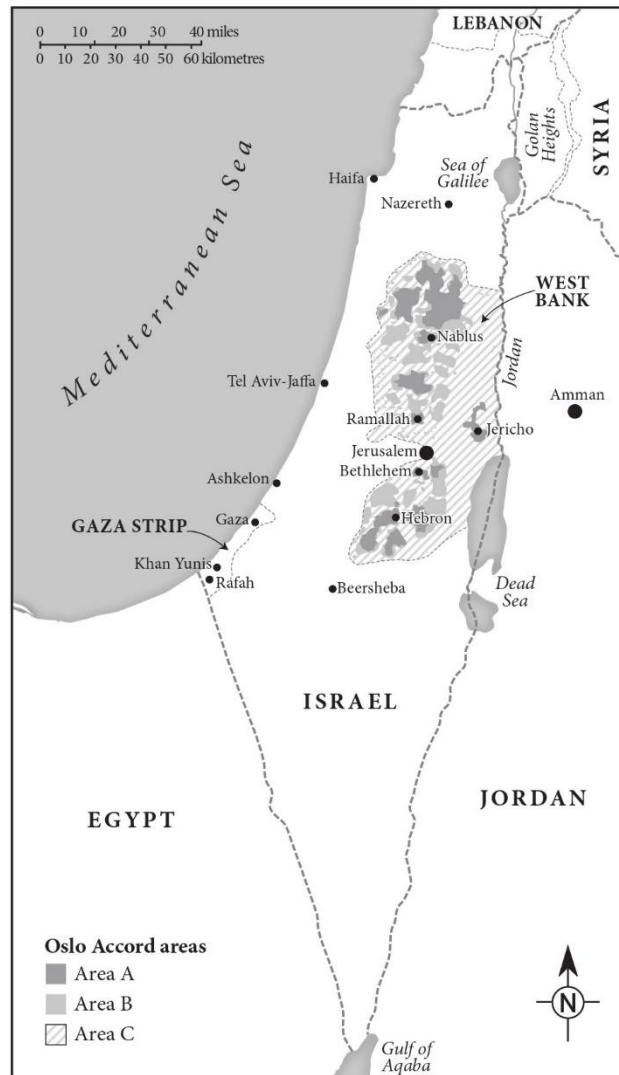 0 10 20 30 40 miles
0 10 20 30 40 50 60 kilometres
LEBANON
SYRIA
Golan
Heights
Sea of
Galilee
Haifa
Nazereth
Mediterranean Sea
WEST
BANK
Nablus
Jordan
Tel Aviv-Jaffa
Amman
Ramallah
Jericho
Jerusalem
Bethlehem
Ashkelon
Gaza
Hebron
GAZA STRIP
Khan Yunis
Rafah
Beersheba
Dead
Sea
ISRAEL
EGYPT
JORDAN
Oslo Accord areas
Area A
Area B
Area C
N
Gulf of
Aqaba